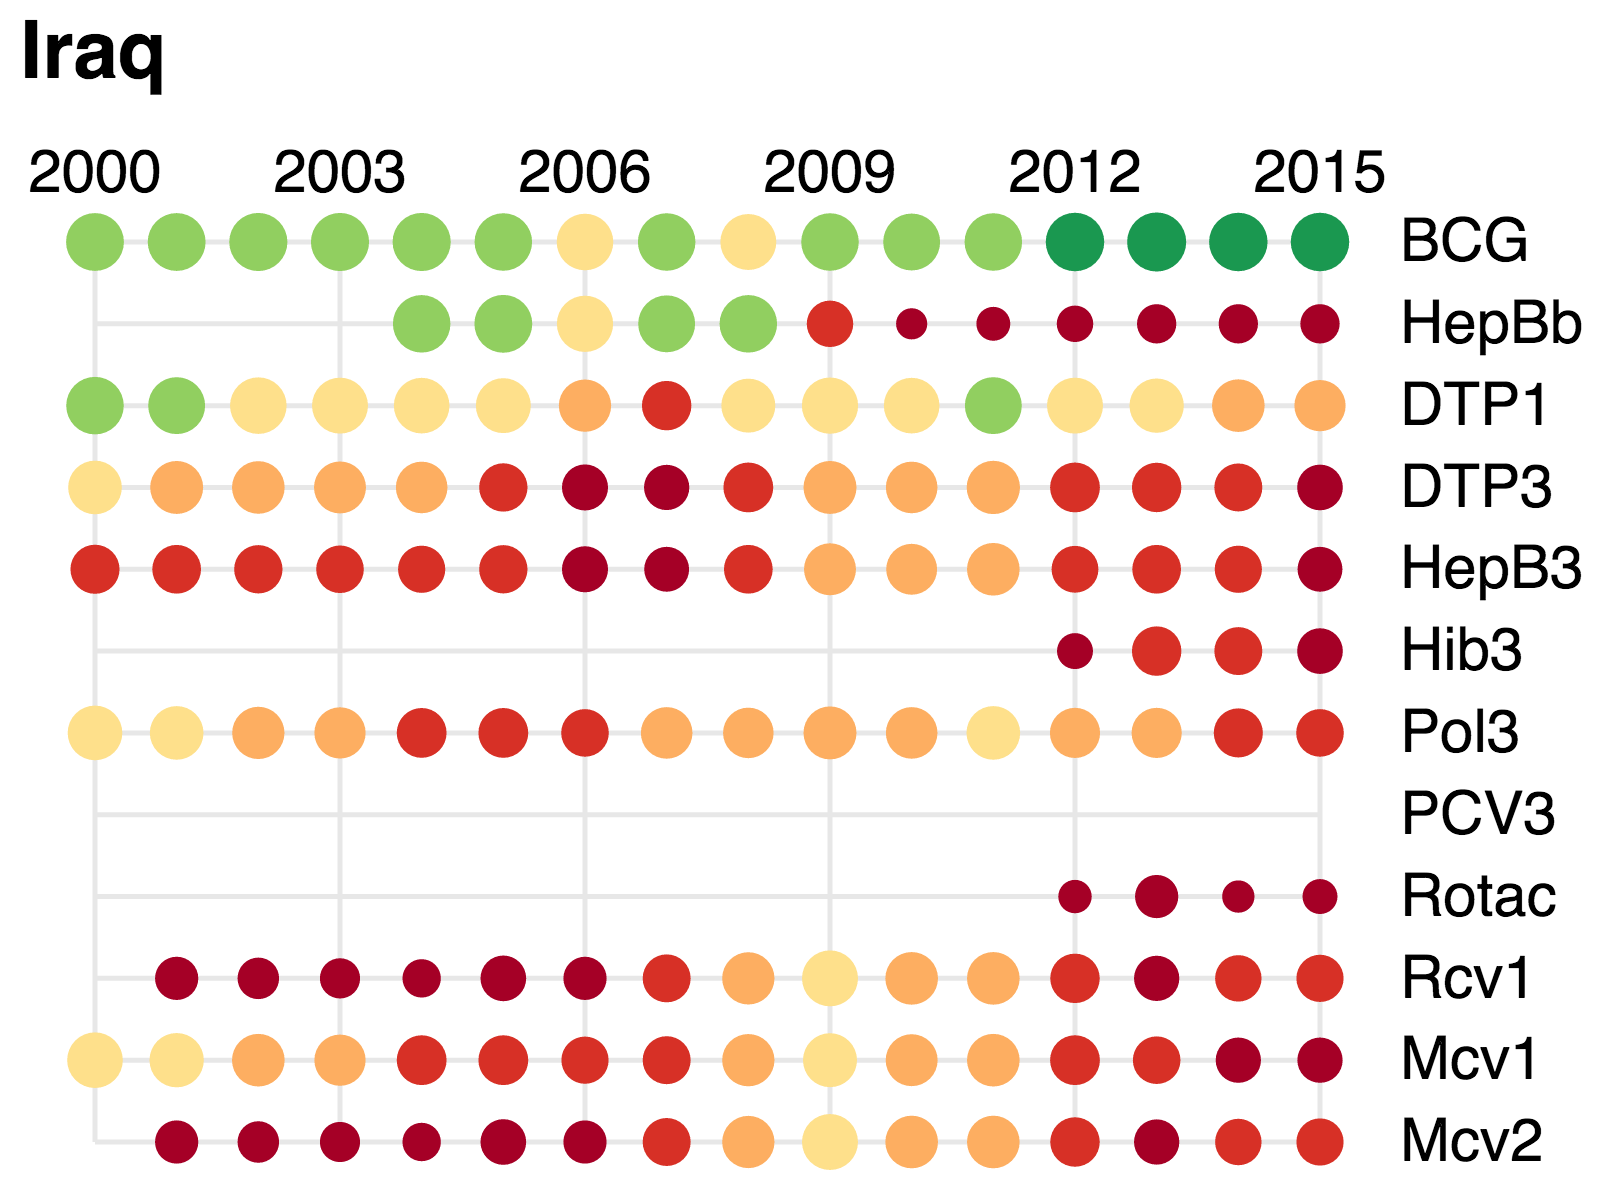 Iraq
2000 2003 2006 2009 2012 2015
BCG
HepBb
DTP1
DTP3
HepB3
Hib3
Pol3
PCV3
Rotac
Rcv1
Mcv1
Mcv2